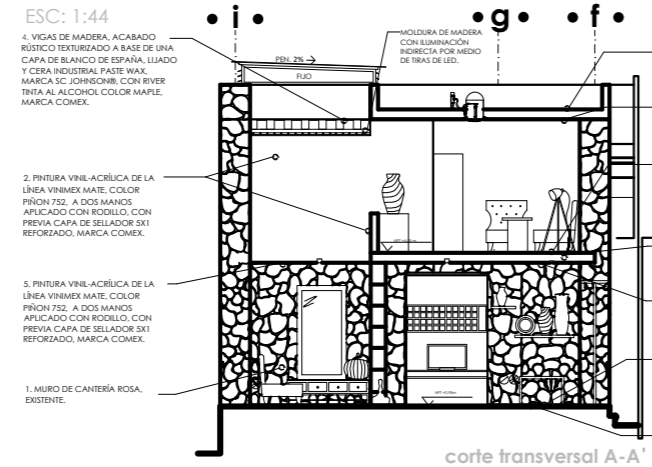 ESC: 1:44
• i •
• g •
• f •
4. VIGAS DE MADERA, ACABADO
RÚSTICO TEXTURIZADO A BASE DE UNA
CAPA DE BLANCO DE ESPAÑA, LIJADO
Y CERA INDUSTRIAL PASTE WAX,
MARCA SC JOHNSON®, CON RIVER
TINTA AL ALCOHOL COLOR MAPLE,
MARCA COMEX.
MOLDURA DE MADERA
CON ILUMINACIÓN
INDIRECTA POR MEDIO
DE TIRAS DE LED.
PEN. 2%
FIJO
2. PINTURA VINIL-ACRÍLICA DE LA
LÍNEA VINIMEX MATE, COLOR
PIÑON 752, A DOS MANOS
APLICADO CON RODILLO, CON
PREVIA CAPA DE SELLADOR 5X1
REFORZADO, MARCA COMEX.
5. PINTURA VINIL-ACRÍLICA DE LA
LÍNEA VINIMEX MATE, COLOR
PIÑON 752, A DOS MANOS
APLICADO CON RODILLO, CON
PREVIA CAPA DE SELLADOR 5X1
REFORZADO, MARCA COMEX.
1. MURO DE CANTERÍA ROSA,
EXISTENTE.
corte transversal A-A'